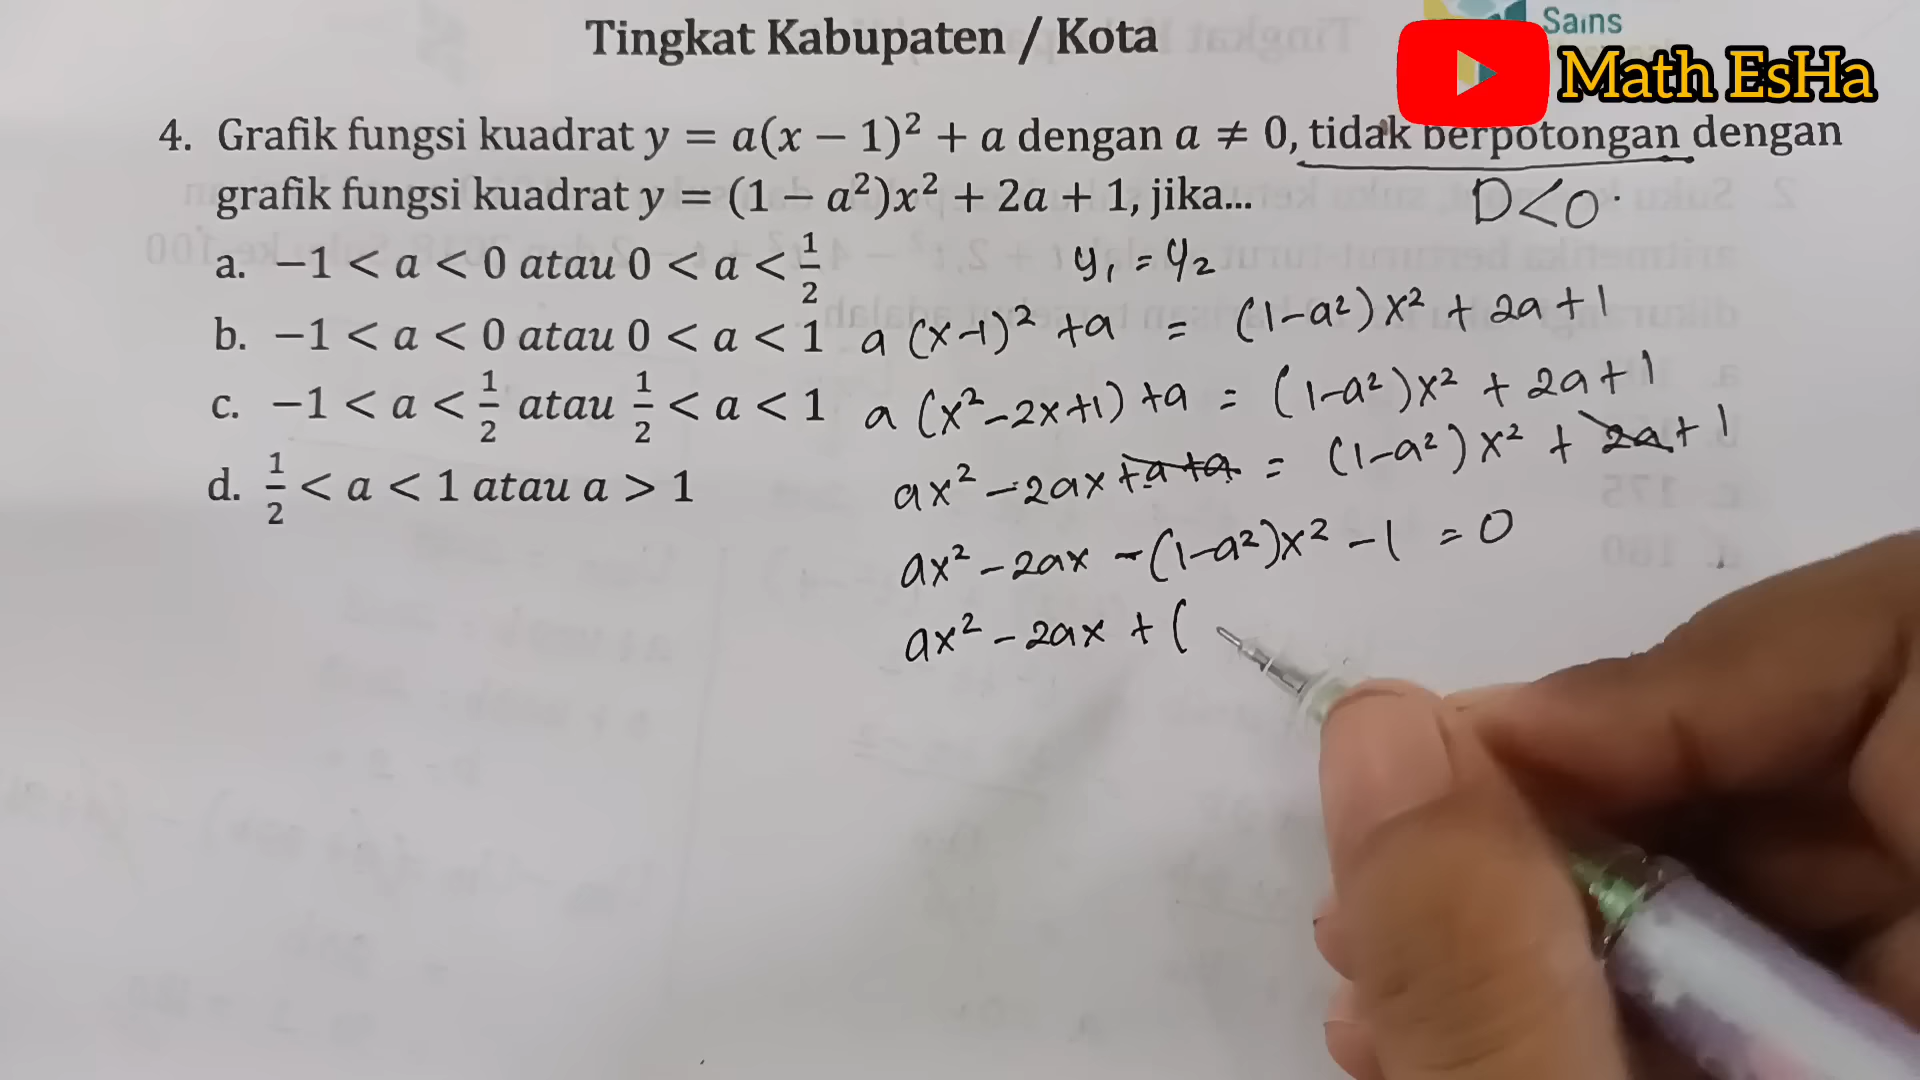 Tingkat Kabupaten / Kota
Sains
Math EsHa
4. Grafik fungsi kuadrat y = a(x − 1)² + a dengan a ≠ 0, tidak berpotongan dengan
grafik fungsi kuadrat y = (1 − a²)x² + 2a + 1, jika...
D<0
a. −1 < a < 0 atau 0 < a < 1/2
b. −1 < a < 0 atau 0 < a < 1
c. −1 < a < 1/2 atau 1/2 < a < 1
d. 1/2 < a < 1 atau a > 1
y₁ = y₂
a (x-1)² + a = (1-a²)x² + 2a + 1
a (x²-2x+1) + a = (1-a²)x² + 2a + 1
ax² - 2ax + a + a = (1-a²)x² + 2a + 1
ax² - 2ax - (1-a²)x² - 1 = 0
ax² - 2ax + (